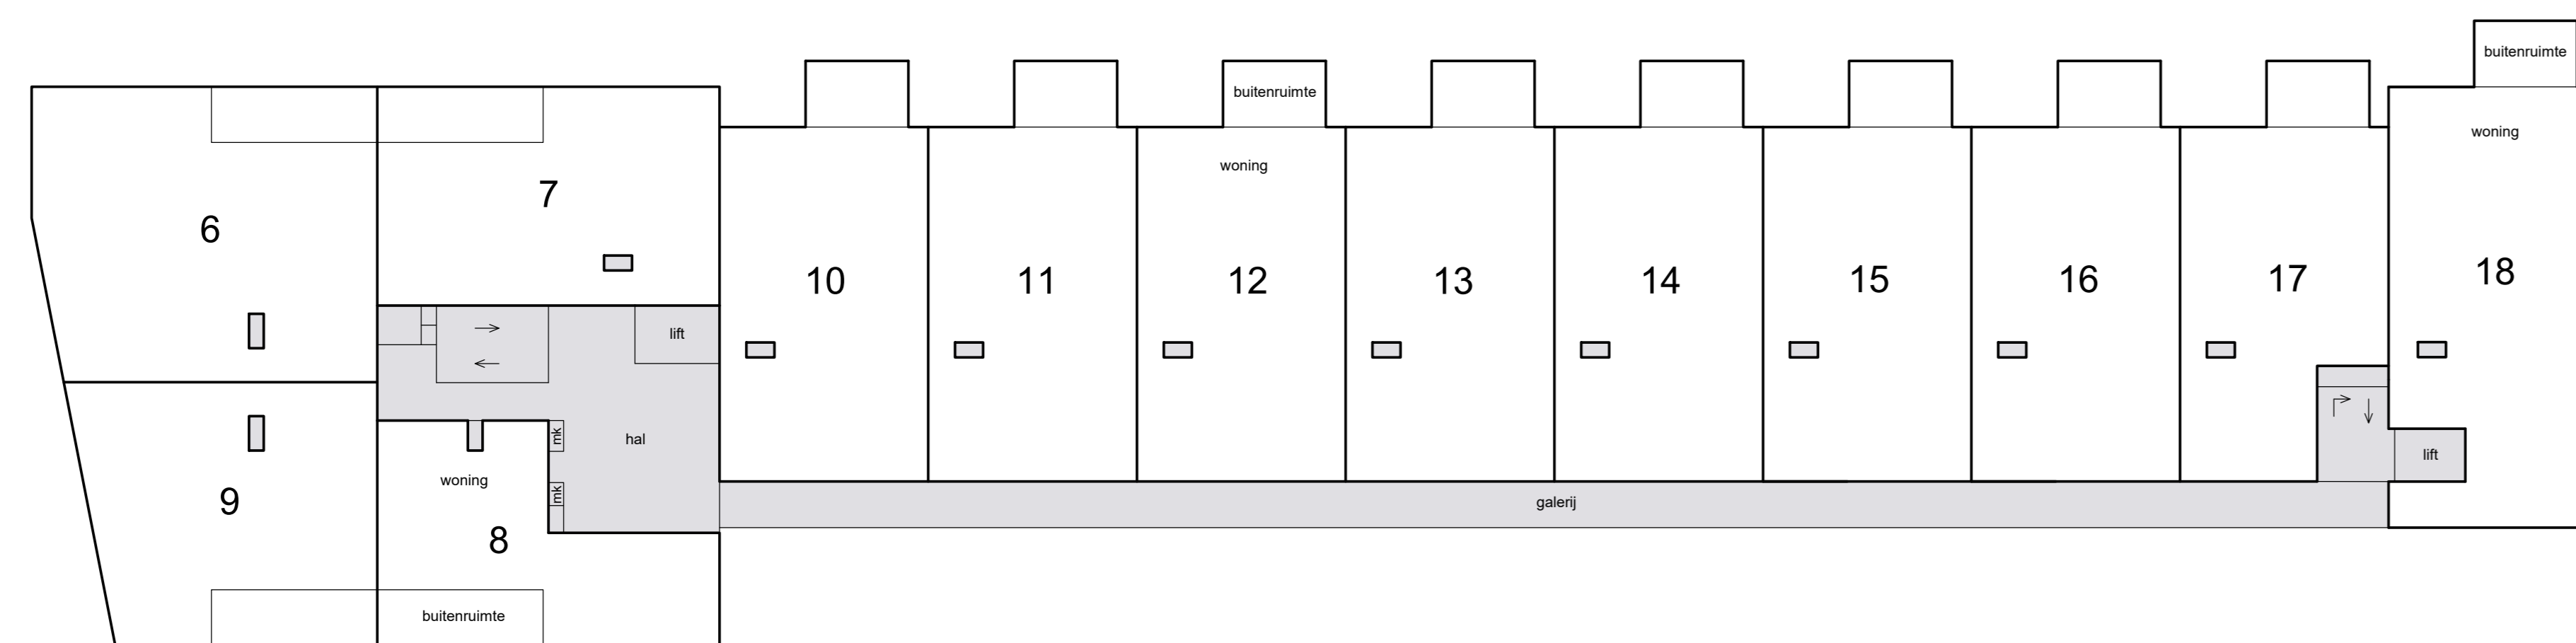 buitenruimte
buitenruimte
woning
woning
7
6
18
10
11
12
13
14
15
16
17
lift
hal
mk
lift
woning
mk
9
galerij
8
buitenruimte